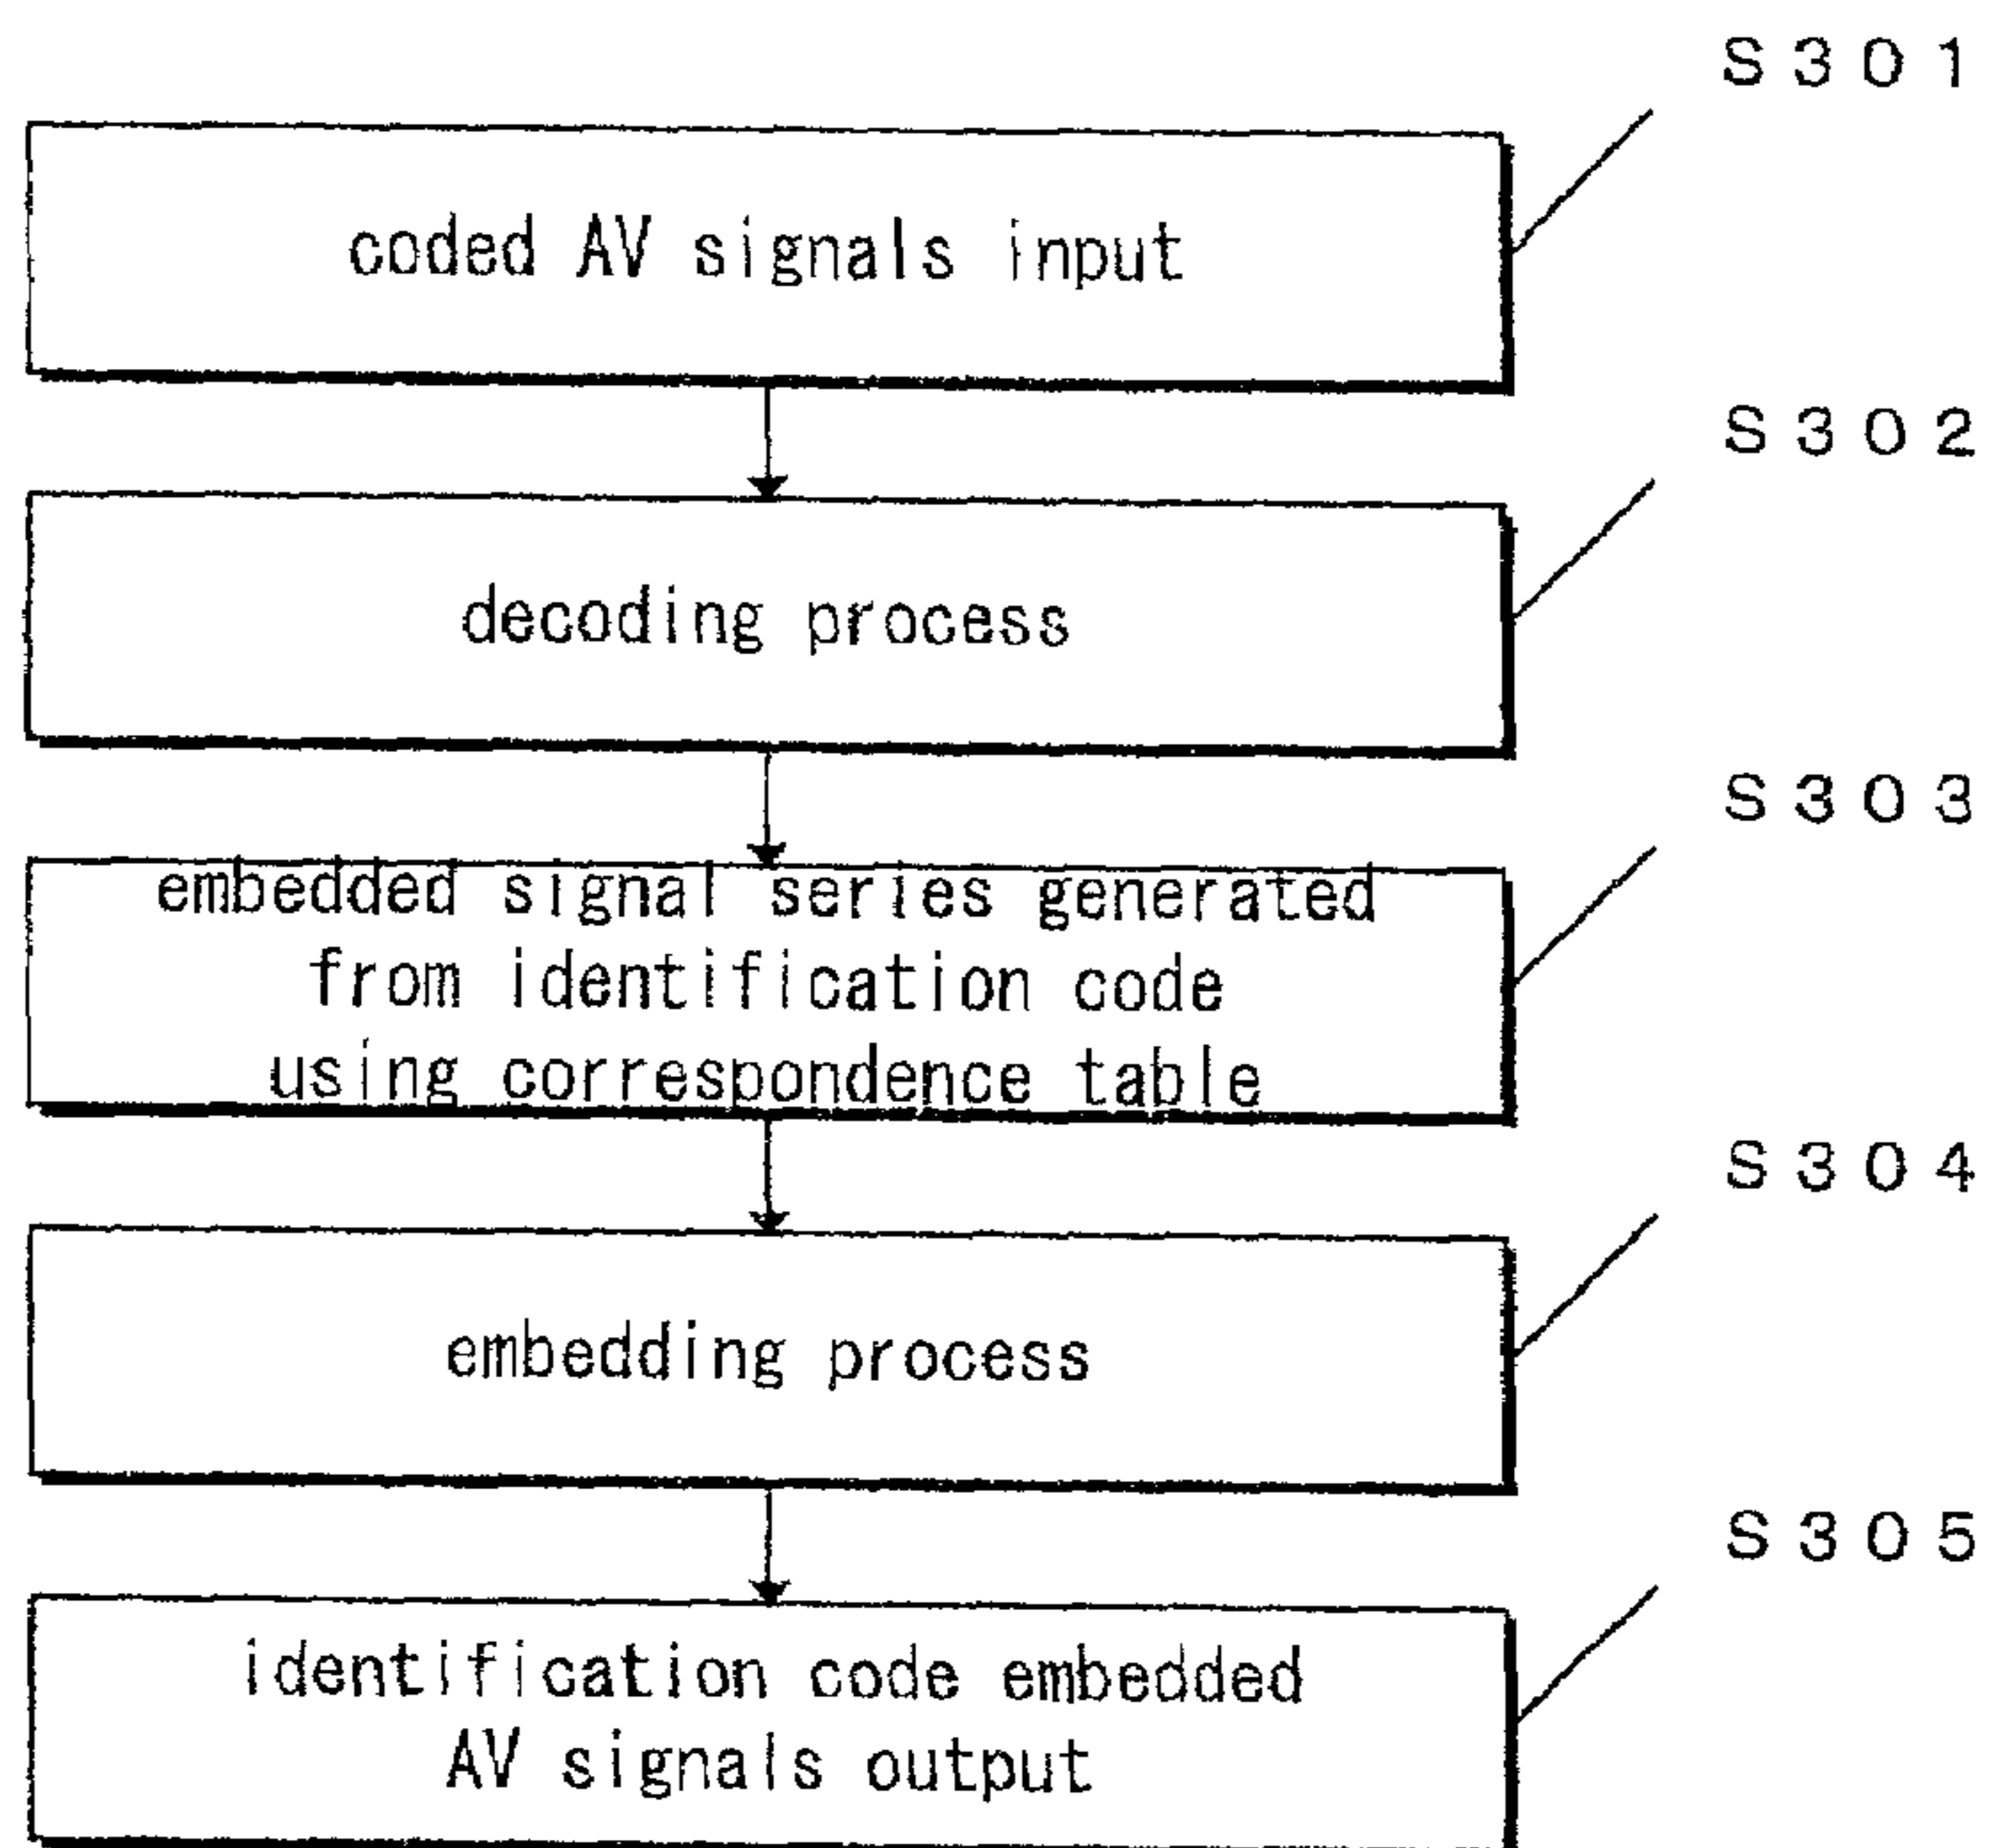 S301
coded AV signals input
S302
decoding process
S303
embedded signal series generated
from identification code
using correspondence table
S304
embedding process
S305
identification code embedded
AV signals output